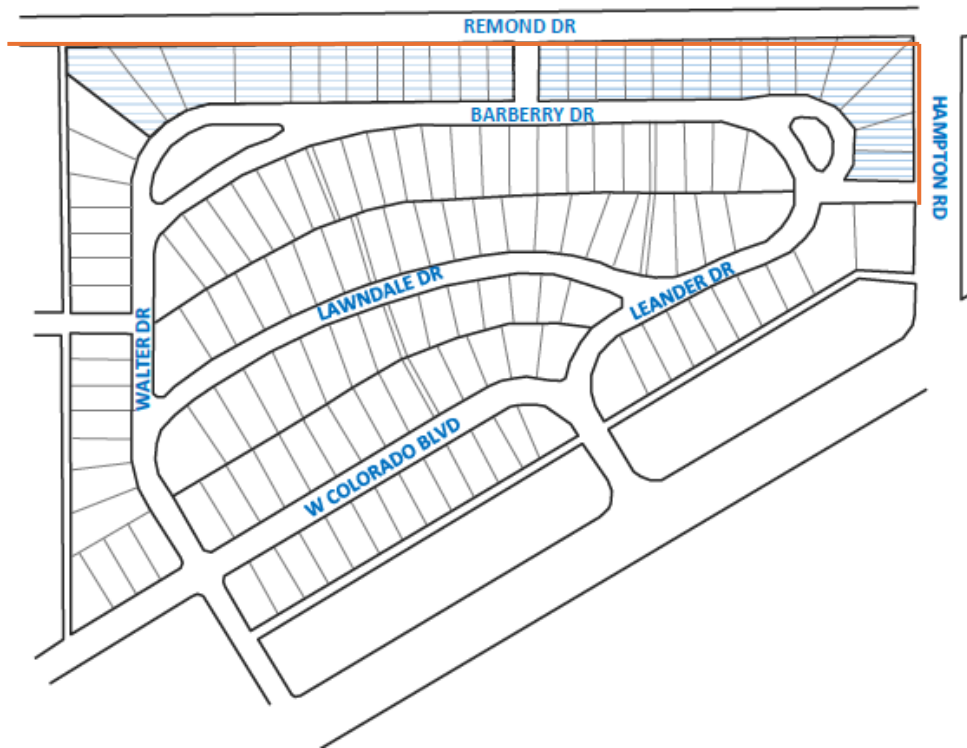 REMOND DR
BARBERRY DR
HAMPTON RD
LAWNDALE DR
LEANDER DR
WALTER DR
W COLORADO BLVD